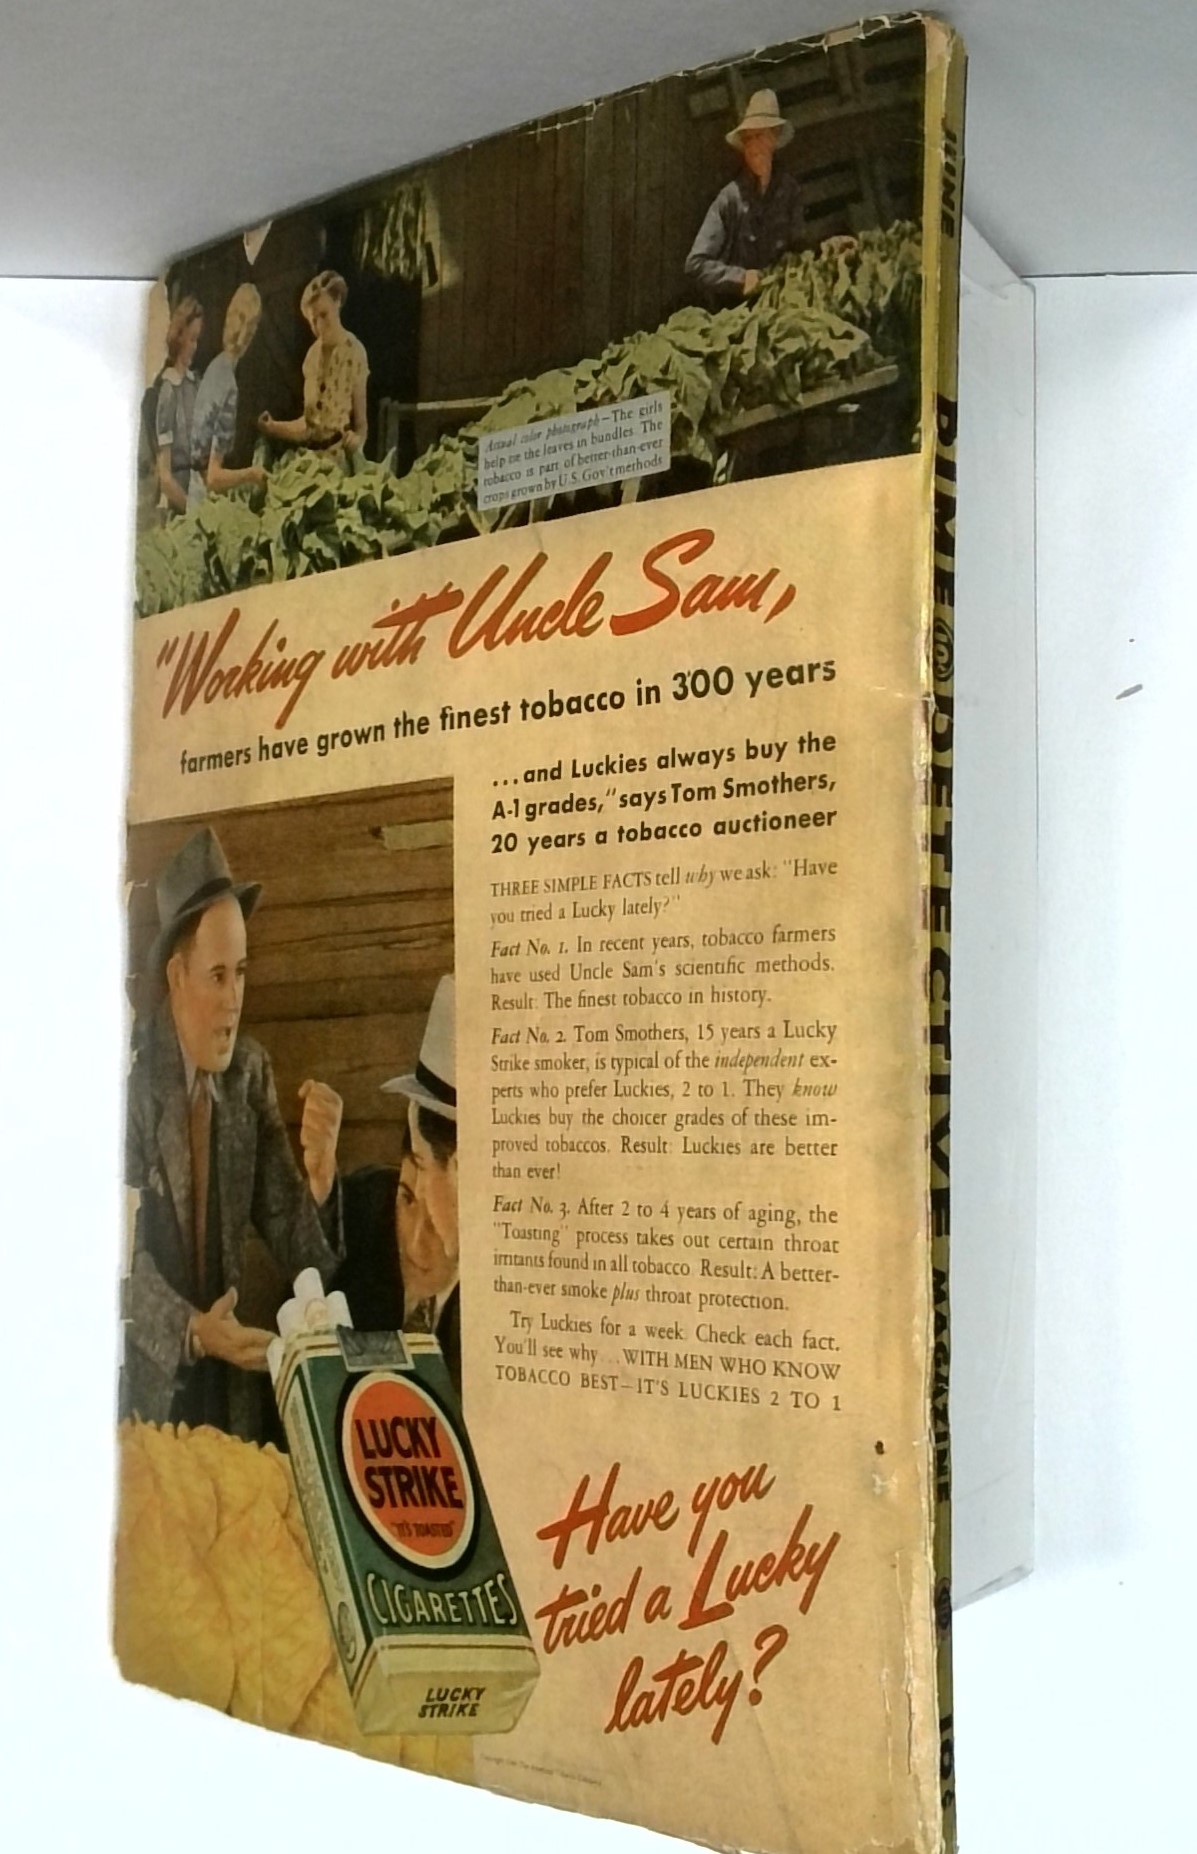 Actual color photograph—The girls
help tie the leaves in bundles. The
tobacco is part of better-than-ever
crops grown by U.S. Gov't methods
"Working with Uncle Sam,
farmers have grown the finest tobacco in 300 years
...and Luckies always buy the
A-1 grades," says Tom Smothers,
20 years a tobacco auctioneer
THREE SIMPLE FACTS tell why we ask: "Have
you tried a Lucky lately?"
Fact No. 1. In recent years, tobacco farmers
have used Uncle Sam's scientific methods.
Result: The finest tobacco in history.
Fact No. 2. Tom Smothers, 15 years a Lucky
Strike smoker, is typical of the independent ex-
perts who prefer Luckies, 2 to 1. They know
Luckies buy the choicer grades of these im-
proved tobaccos. Result: Luckies are better
than ever!
Fact No. 3. After 2 to 4 years of aging, the
"Toasting" process takes out certain throat
irritants found in all tobacco. Result: A better-
than-ever smoke plus throat protection.
Try Luckies for a week. Check each fact.
You'll see why...WITH MEN WHO KNOW
TOBACCO BEST—IT'S LUCKIES 2 TO 1
LUCKY
STRIKE
"IT'S TOASTED"
CIGARETTES
LUCKY
STRIKE
Have you
tried a Lucky
lately?
JUNE DIME DETECTIVE MAGAZINE 10¢